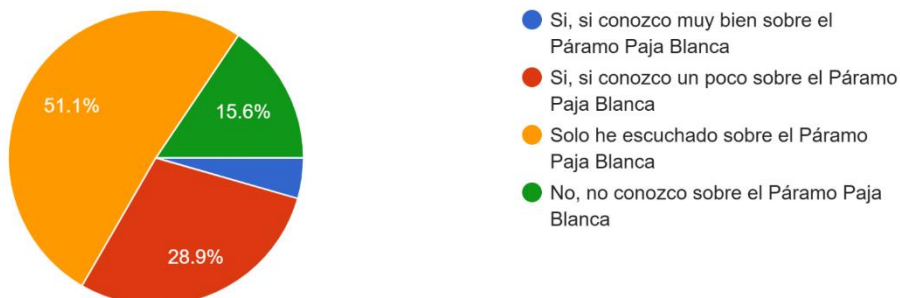 51.1%
15.6%
28.9%
Si, si conozco muy bien sobre el
Páramo Paja Blanca
Si, si conozco un poco sobre el Páramo
Paja Blanca
Solo he escuchado sobre el Páramo
Paja Blanca
No, no conozco sobre el Páramo Paja
Blanca